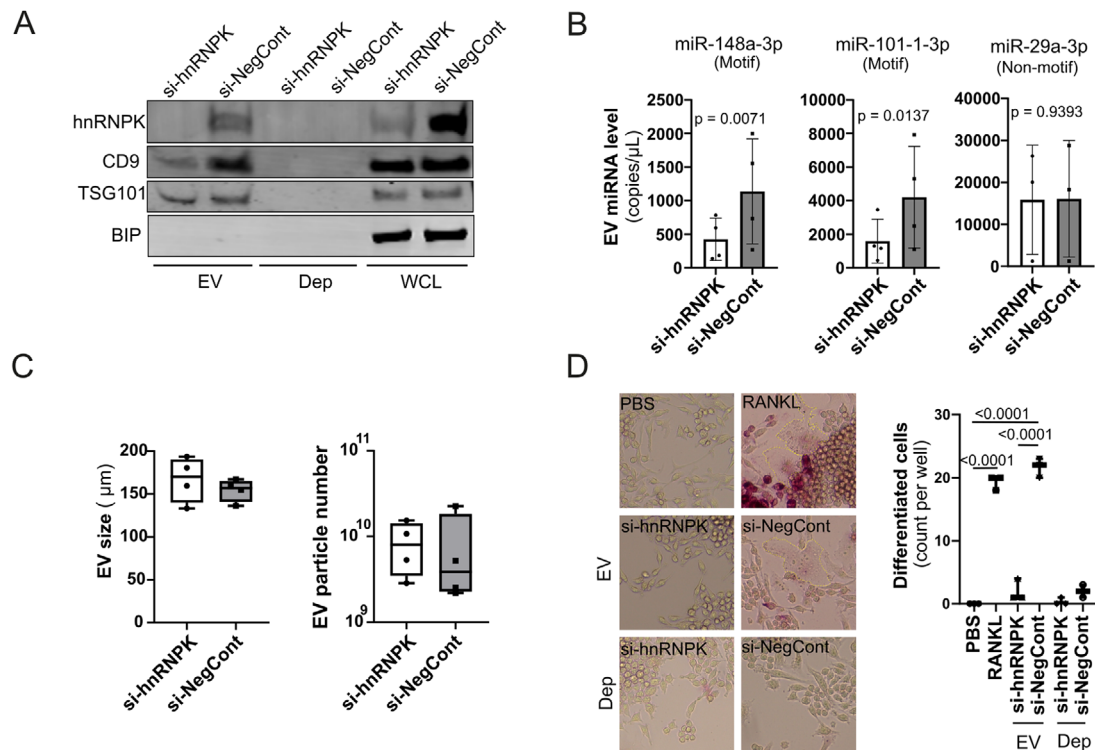 A
si-hnRNPK
si-NegCont
si-hnRNPK
si-NegCont
si-hnRNPK
si-NegCont
hnRNPK
CD9
TSG101
BIP
EV
Dep
WCL
B
miR-148a-3p
(Motif)
miR-101-1-3p
(Motif)
miR-29a-3p
(Non-motif)
EV miRNA level
(copies/μL)
2500
2000
1500
1000
500
0
p = 0.0071
si-hnRNPK
si-NegCont
10000
8000
6000
4000
2000
0
p = 0.0137
si-hnRNPK
si-NegCont
40000
30000
20000
10000
0
p = 0.9393
si-hnRNPK
si-NegCont
C
EV size ( μm)
200
150
100
50
0
si-hnRNPK
si-NegCont
EV particle number
10^11
10^10
10^9
si-hnRNPK
si-NegCont
D
PBS
RANKL
EV
si-hnRNPK
si-NegCont
Dep
si-hnRNPK
si-NegCont
Differentiated cells
(count per well)
30
20
10
0
<0.0001
<0.0001
<0.0001
PBS
RANKL
si-hnRNPK
si-NegCont
si-hnRNPK
si-NegCont
EV
Dep